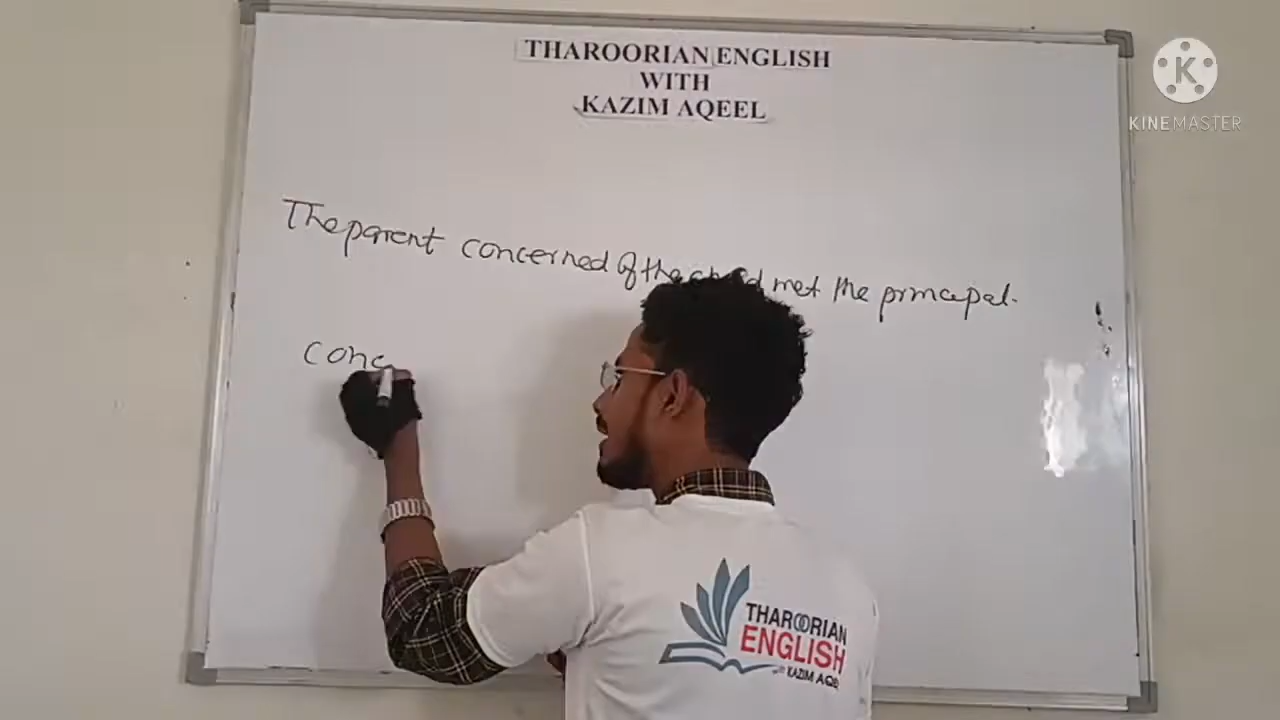 THAROORIAN ENGLISH
WITH
KAZIM AQEEL
KINEMASTER
The parent concerned of the child met the principal.
conc
THAROORIAN
ENGLISH
KAZIM AQEEL